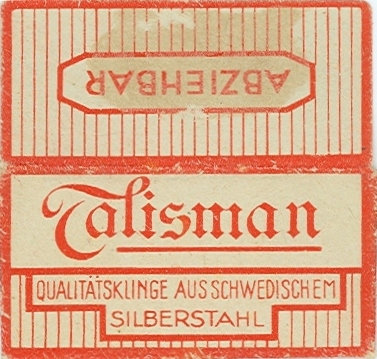 ABZIEHBAR
Talisman
QUALITÄTSKLINGE AUS SCHWEDISCHEM
SILBERSTAHL